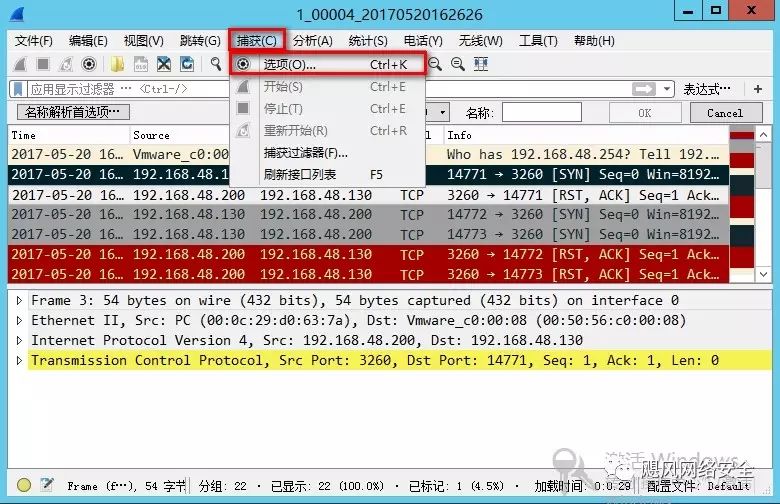 1_00004_20170520162626
文件(F) 编辑(E) 视图(V) 跳转(G) 捕获(C) 分析(A) 统计(S) 电话(Y) 无线(W) 工具(T) 帮助(H)
选项(O)... Ctrl+K
应用显示过滤器 … <Ctrl-/> 开始(S) Ctrl+E 表达式… +
名称解析首选项… 停止(T) Ctrl+E 名称: OK Cancel
重新开始(R) Ctrl+R
捕获过滤器(F)...
刷新接口列表 F5
Time Source l Info
2017-05-20 16… Vmware_c0:00… Who has 192.168.48.254? Tell 192.…
2017-05-20 16… 192.168.48.1 14771 → 3260 [SYN] Seq=0 Win=8192…
2017-05-20 16… 192.168.48.200 192.168.48.130 TCP 3260 → 14771 [RST, ACK] Seq=1 Ack…
2017-05-20 16… 192.168.48.130 192.168.48.200 TCP 14772 → 3260 [SYN] Seq=0 Win=8192…
2017-05-20 16… 192.168.48.130 192.168.48.200 TCP 14773 → 3260 [SYN] Seq=0 Win=8192…
2017-05-20 16… 192.168.48.200 192.168.48.130 TCP 3260 → 14772 [RST, ACK] Seq=1 Ack…
2017-05-20 16… 192.168.48.200 192.168.48.130 TCP 3260 → 14773 [RST, ACK] Seq=1 Ack…
Frame 3: 54 bytes on wire (432 bits), 54 bytes captured (432 bits) on interface 0
Ethernet II, Src: PC (00:0c:29:d0:63:7a), Dst: Vmware_c0:00:08 (00:50:56:c0:00:08)
Internet Protocol Version 4, Src: 192.168.48.200, Dst: 192.168.48.130
Transmission Control Protocol, Src Port: 3260, Dst Port: 14771, Seq: 1, Ack: 1, Len: 0
激活 Windows
飓风网络安全
Frame (f…), 54 字节 分组: 22 · 已显示: 22 (100.0%) · 已标记: 1 (4.5%) · 加载时间: 0:0.29 配置文件: Default